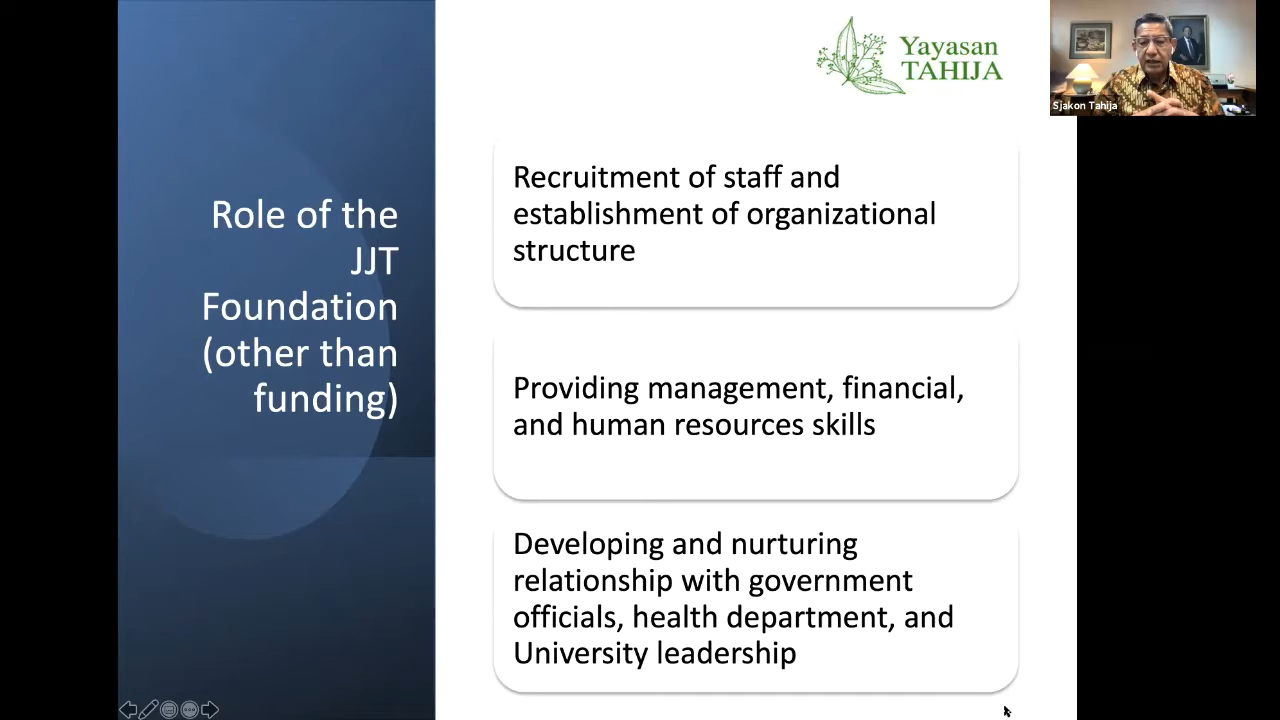 Role of the
JJT
Foundation
(other than
funding)
Yayasan
TAHIJA
Recruitment of staff and
establishment of organizational
structure
Providing management, financial,
and human resources skills
Developing and nurturing
relationship with government
officials, health department, and
University leadership
Sjakon Tahija